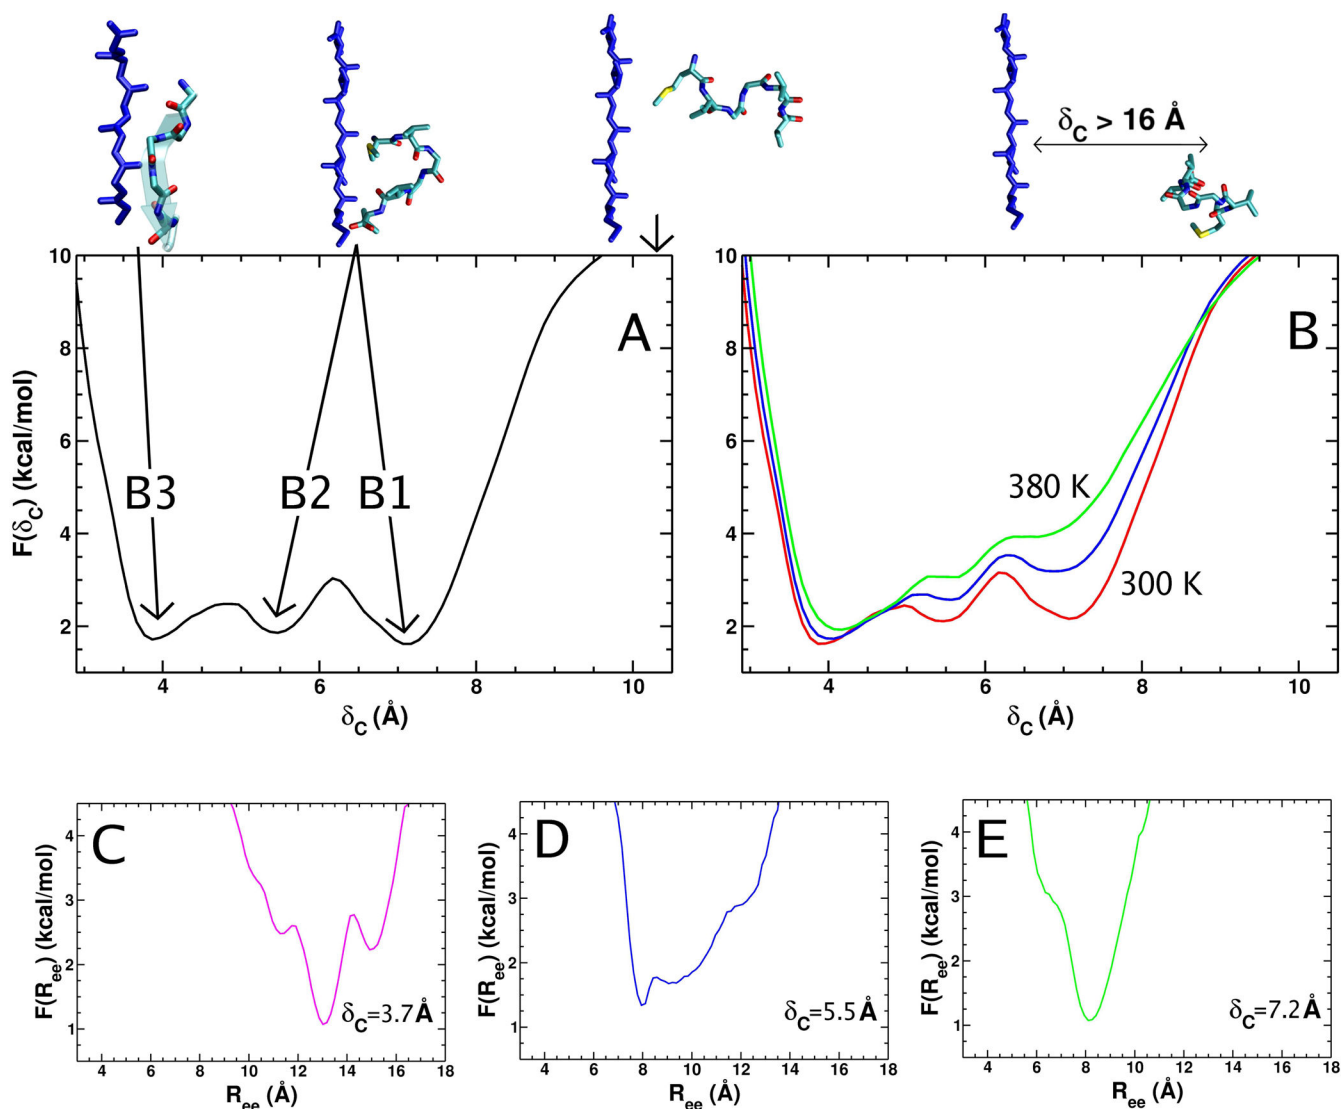 δC > 16 Å
A
B3
B2
B1
F(δC) (kcal/mol)
10
8
6
4
2
4
6
8
10
δC (Å)
B
380 K
300 K
10
8
6
4
2
4
6
8
10
δC (Å)
C
F(Ree) (kcal/mol)
4
3
2
1
δC=3.7Å
4
6
8
10
12
14
16
18
Ree (Å)
D
F(Ree) (kcal/mol)
4
3
2
1
δC=5.5Å
4
6
8
10
12
14
16
18
Ree (Å)
E
F(Ree) (kcal/mol)
4
3
2
1
δC=7.2Å
4
6
8
10
12
14
16
18
Ree (Å)